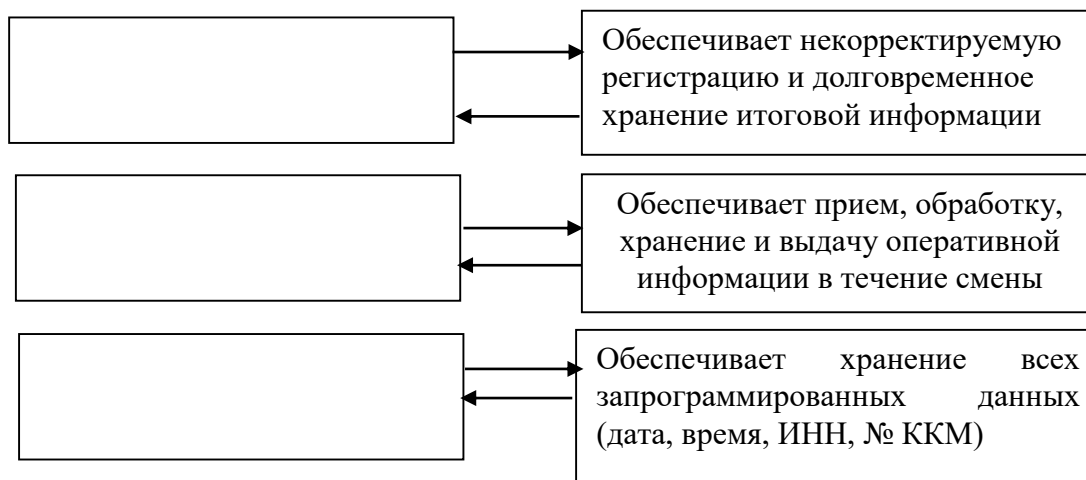 Обеспечивает некорректируемую
регистрацию и долговременное
хранение итоговой информации
Обеспечивает прием, обработку,
хранение и выдачу оперативной
информации в течение смены
Обеспечивает хранение всех
запрограммированных данных
(дата, время, ИНН, № ККМ)